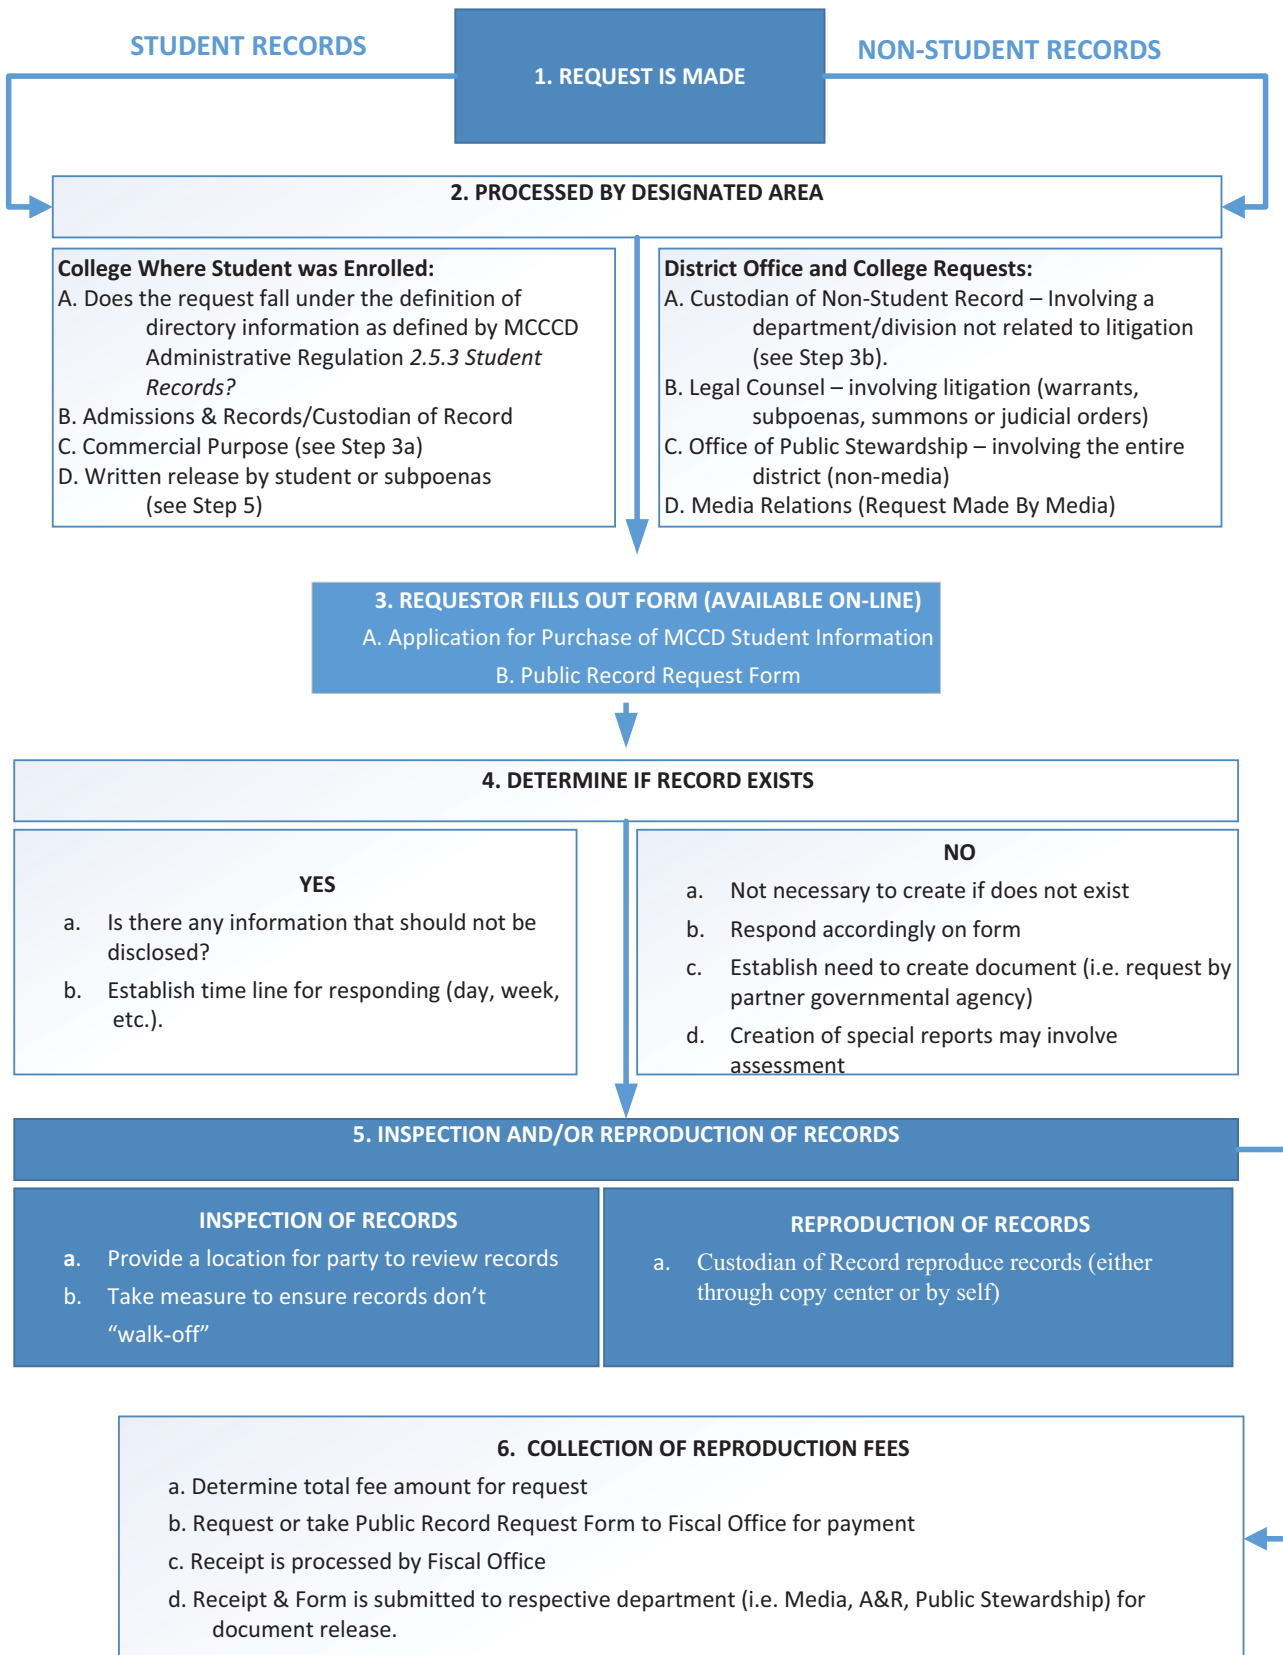 STUDENT RECORDS
NON-STUDENT RECORDS
1. REQUEST IS MADE
2. PROCESSED BY DESIGNATED AREA
College Where Student was Enrolled:
A. Does the request fall under the definition of
directory information as defined by MCCCD
Administrative Regulation 2.5.3 Student
Records?
B. Admissions & Records/Custodian of Record
C. Commercial Purpose (see Step 3a)
D. Written release by student or subpoenas
(see Step 5)
District Office and College Requests:
A. Custodian of Non-Student Record – Involving a
department/division not related to litigation
(see Step 3b).
B. Legal Counsel – involving litigation (warrants,
subpoenas, summons or judicial orders)
C. Office of Public Stewardship – involving the entire
district (non-media)
D. Media Relations (Request Made By Media)
3. REQUESTOR FILLS OUT FORM (AVAILABLE ON-LINE)
A. Application for Purchase of MCCD Student Information
B. Public Record Request Form
4. DETERMINE IF RECORD EXISTS
YES
a. Is there any information that should not be
disclosed?
b. Establish time line for responding (day, week,
etc.).
NO
a. Not necessary to create if does not exist
b. Respond accordingly on form
c. Establish need to create document (i.e. request by
partner governmental agency)
d. Creation of special reports may involve
assessment
5. INSPECTION AND/OR REPRODUCTION OF RECORDS
INSPECTION OF RECORDS
a. Provide a location for party to review records
b. Take measure to ensure records don’t
“walk-off”
REPRODUCTION OF RECORDS
a. Custodian of Record reproduce records (either
through copy center or by self)
6. COLLECTION OF REPRODUCTION FEES
a. Determine total fee amount for request
b. Request or take Public Record Request Form to Fiscal Office for payment
c. Receipt is processed by Fiscal Office
d. Receipt & Form is submitted to respective department (i.e. Media, A&R, Public Stewardship) for
document release.